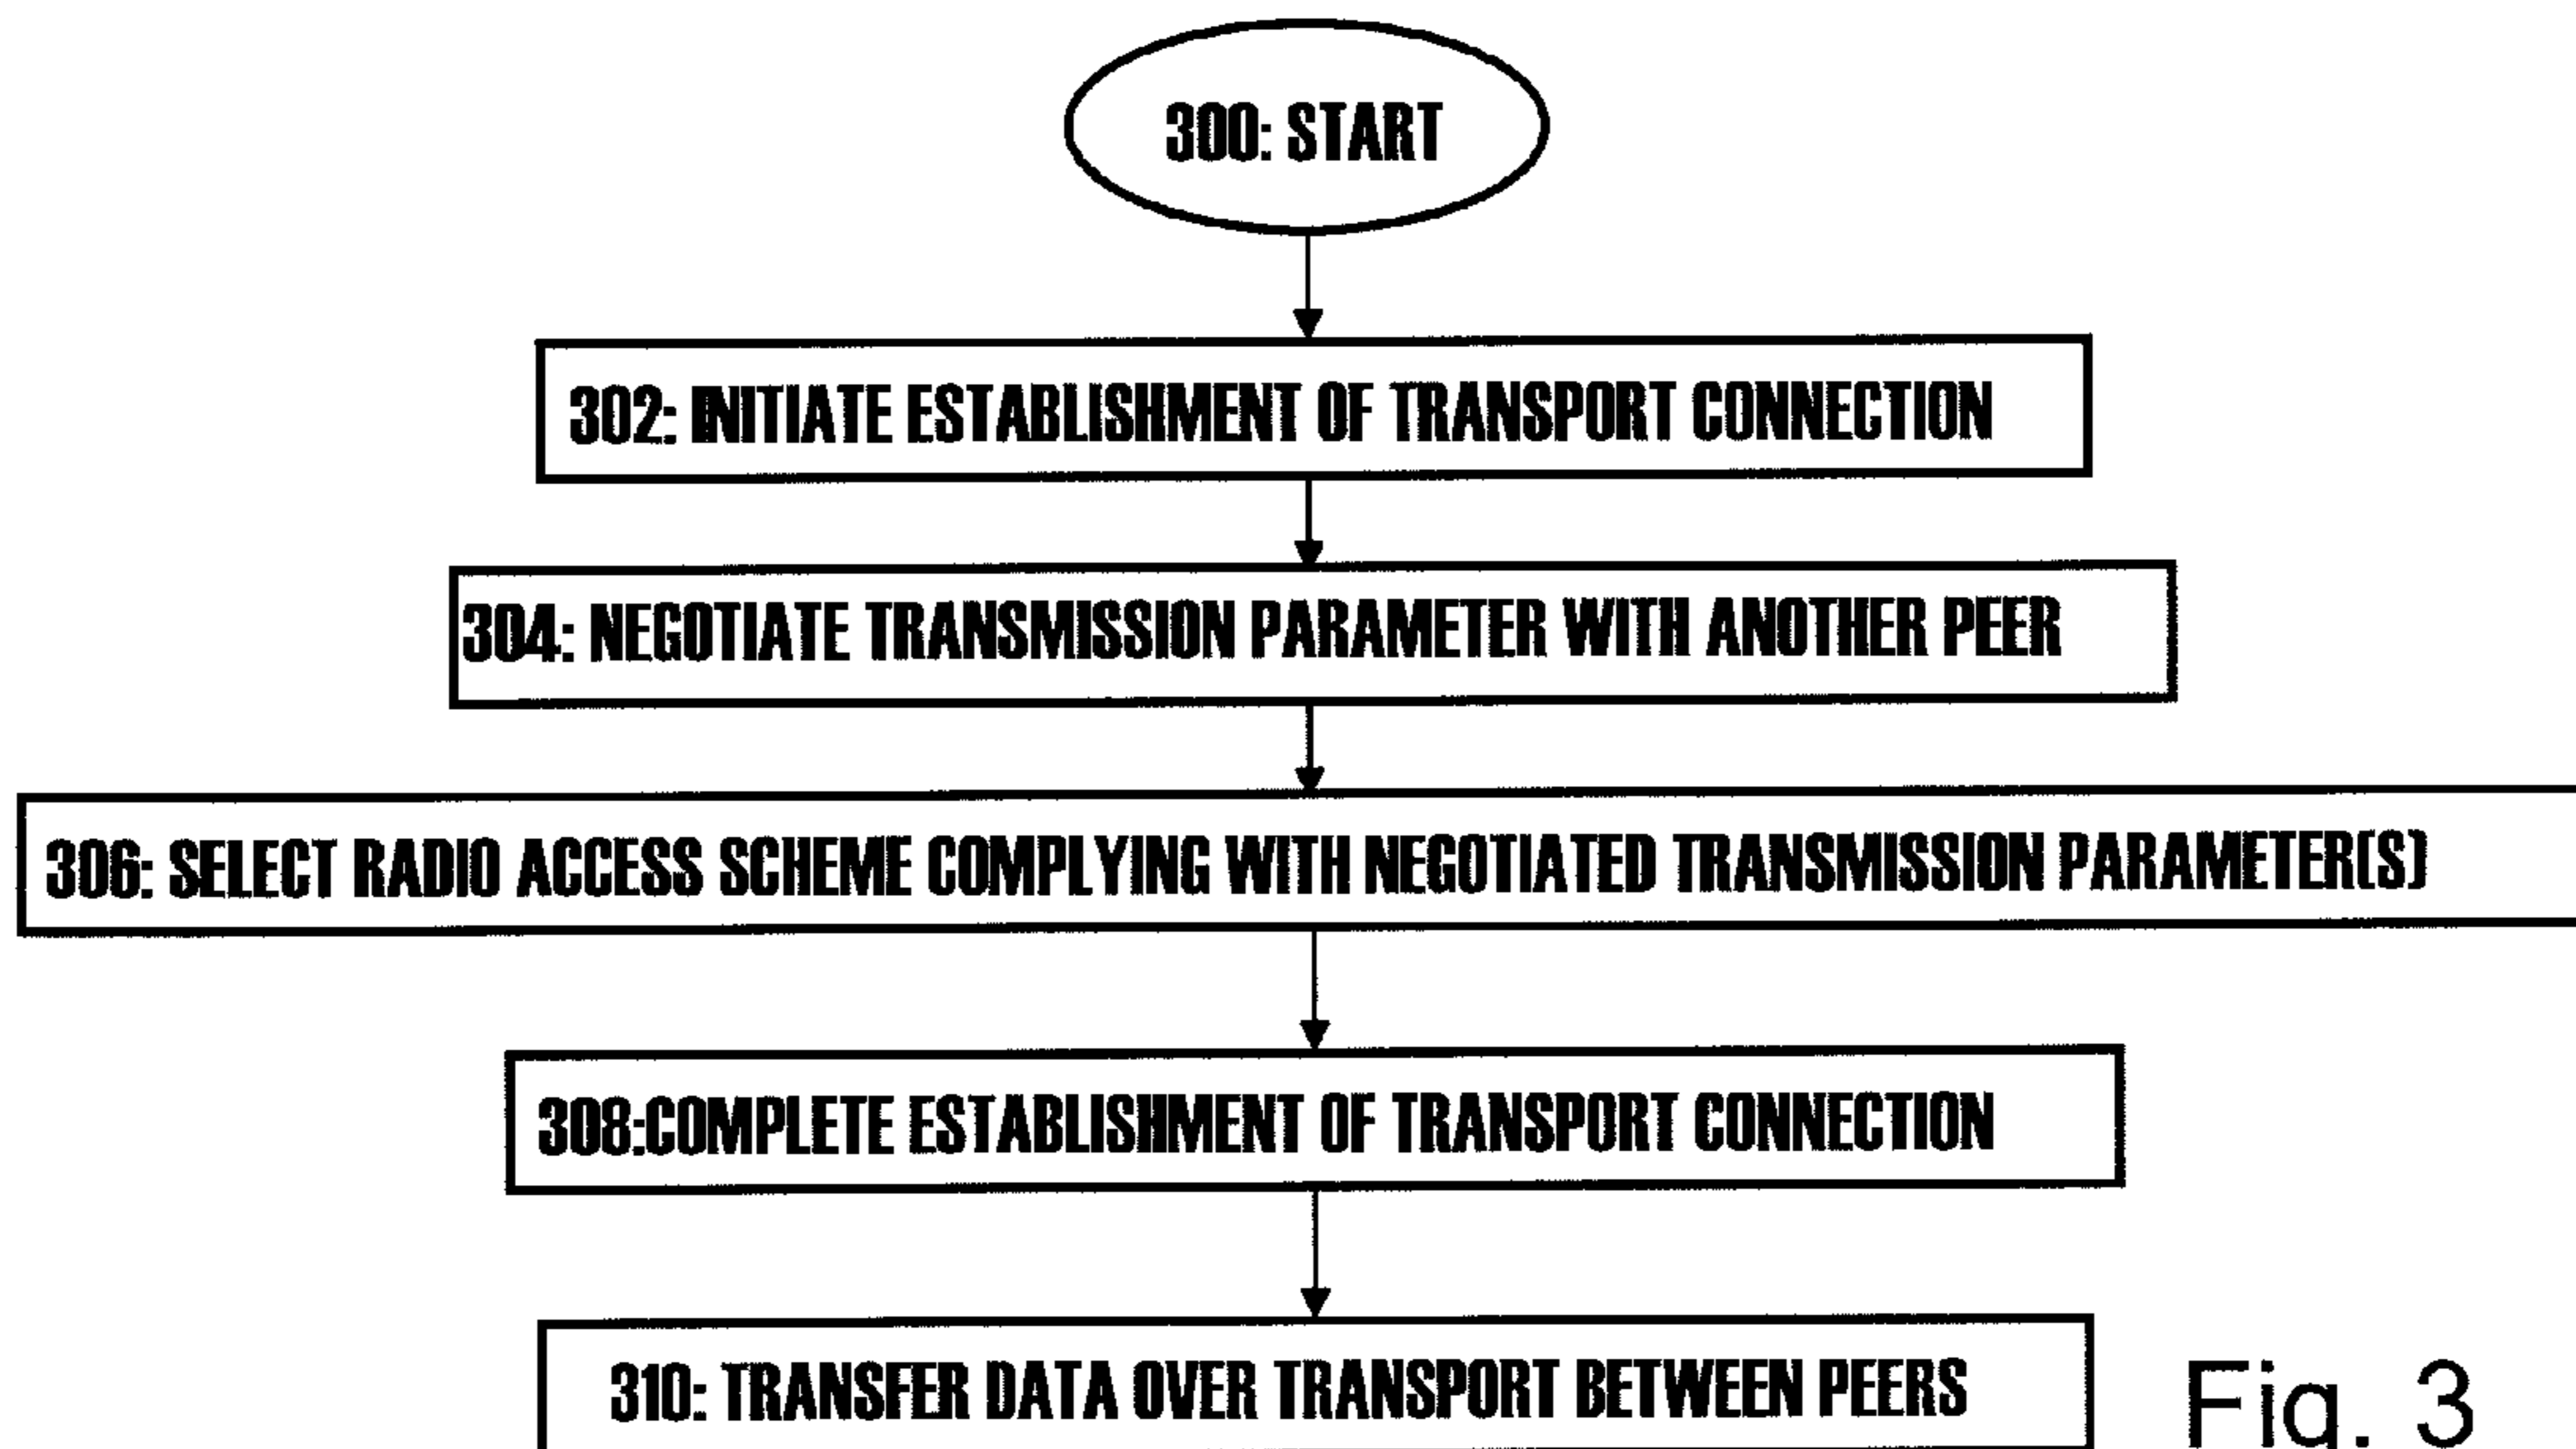 300: START
302: INITIATE ESTABLISHMENT OF TRANSPORT CONNECTION
304: NEGOTIATE TRANSMISSION PARAMETER WITH ANOTHER PEER
306: SELECT RADIO ACCESS SCHEME COMPLYING WITH NEGOTIATED TRANSMISSION PARAMETER(S)
308:COMPLETE ESTABLISHMENT OF TRANSPORT CONNECTION
310: TRANSFER DATA OVER TRANSPORT BETWEEN PEERS
Fig. 3